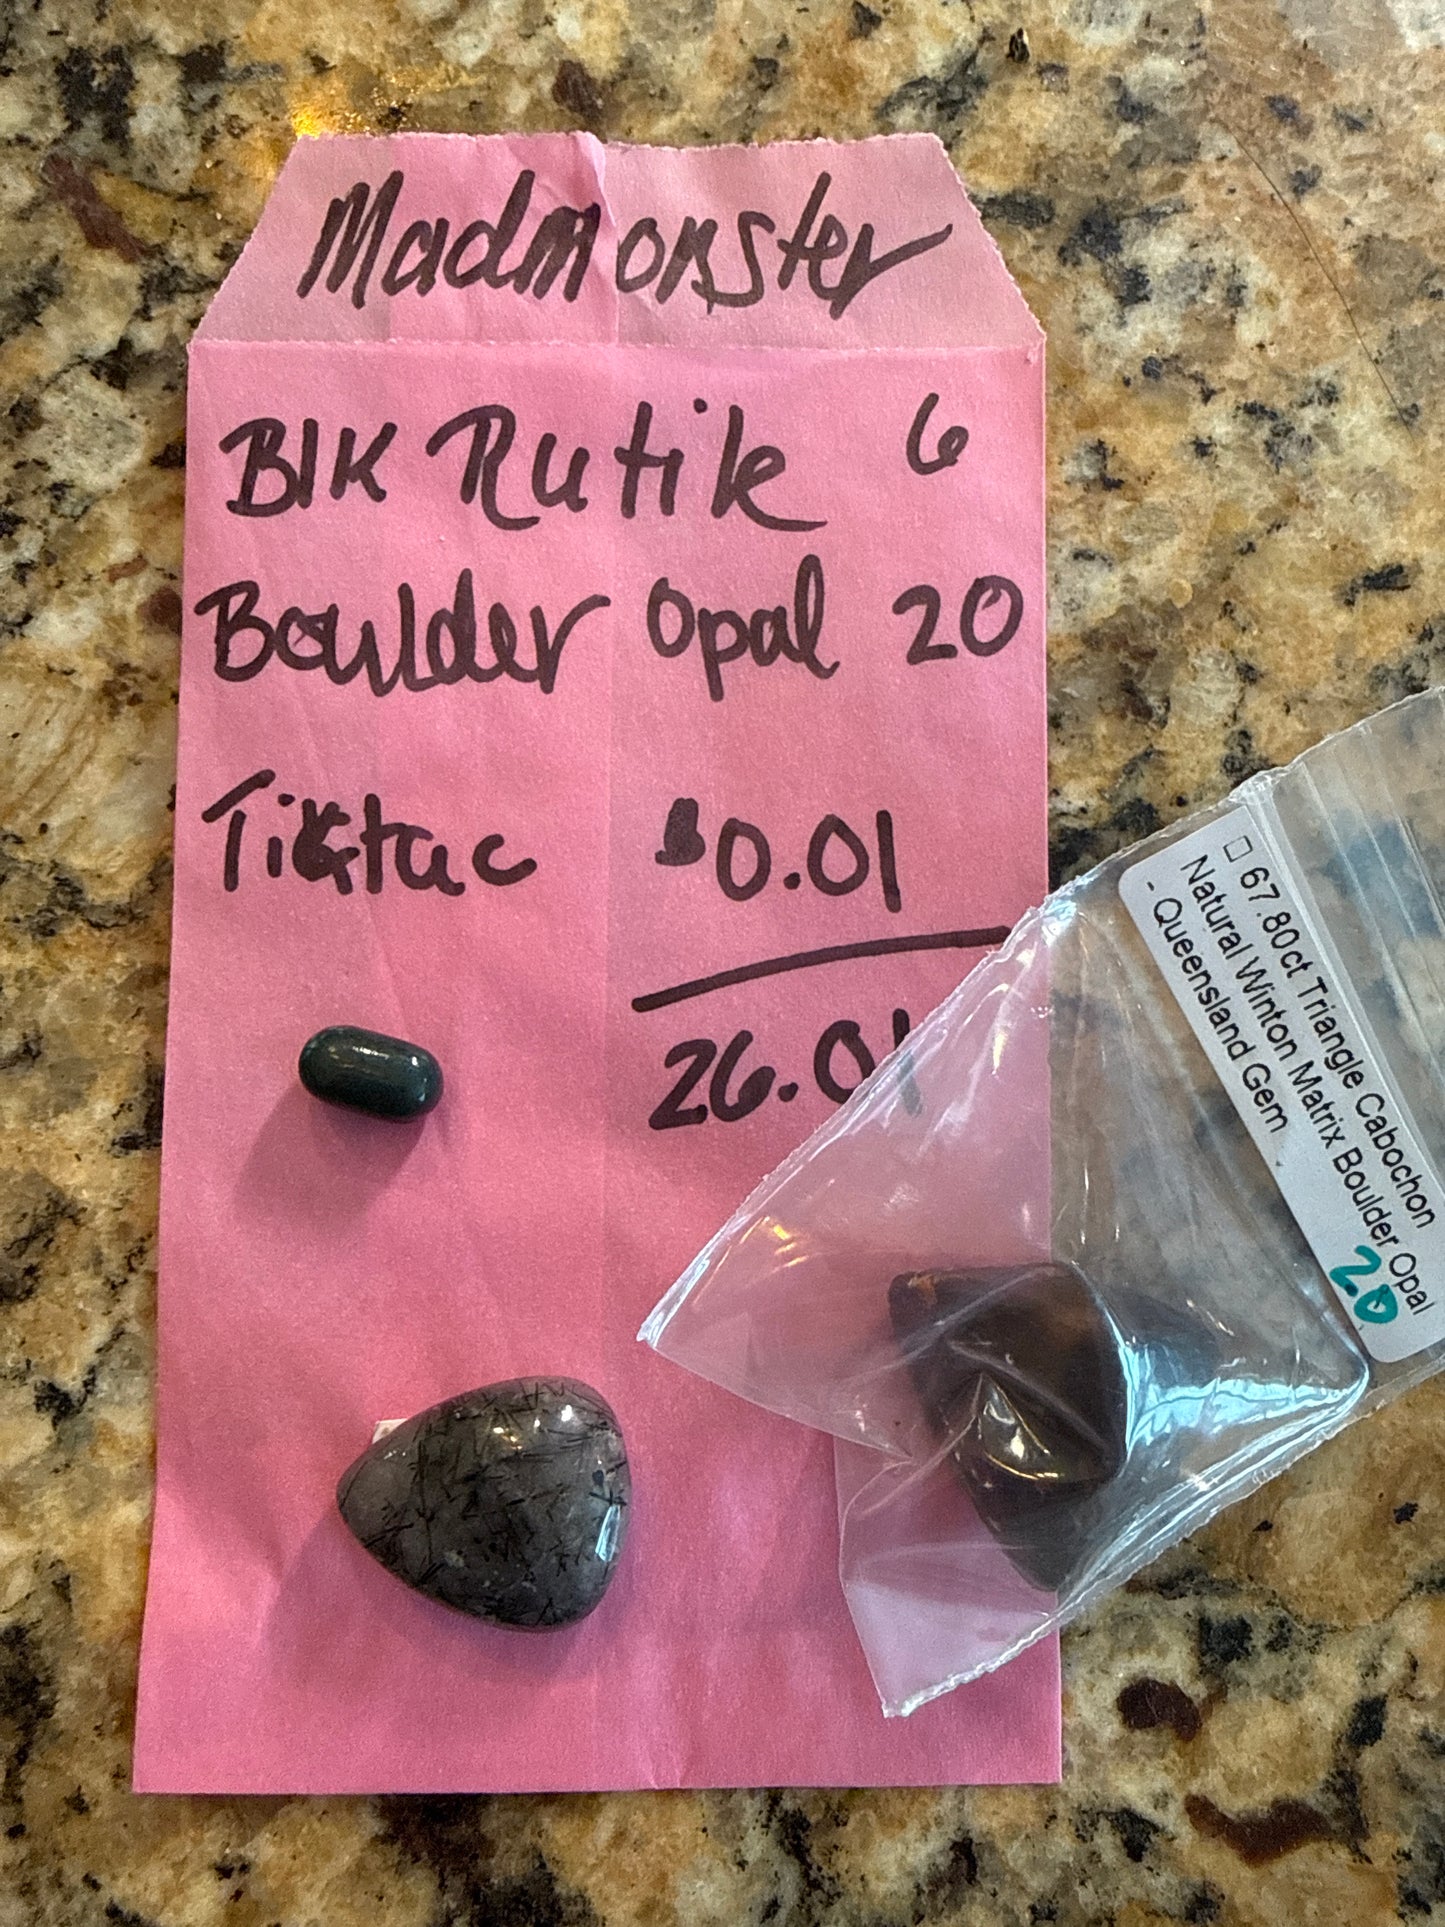 Madmonster
Blk Rutile 6
Boulder Opal 20
Tictac $0.01
26.01
67.80ct Triangle Cabochon
Natural Winton Matrix Boulder Opal
- Queensland Gem
20